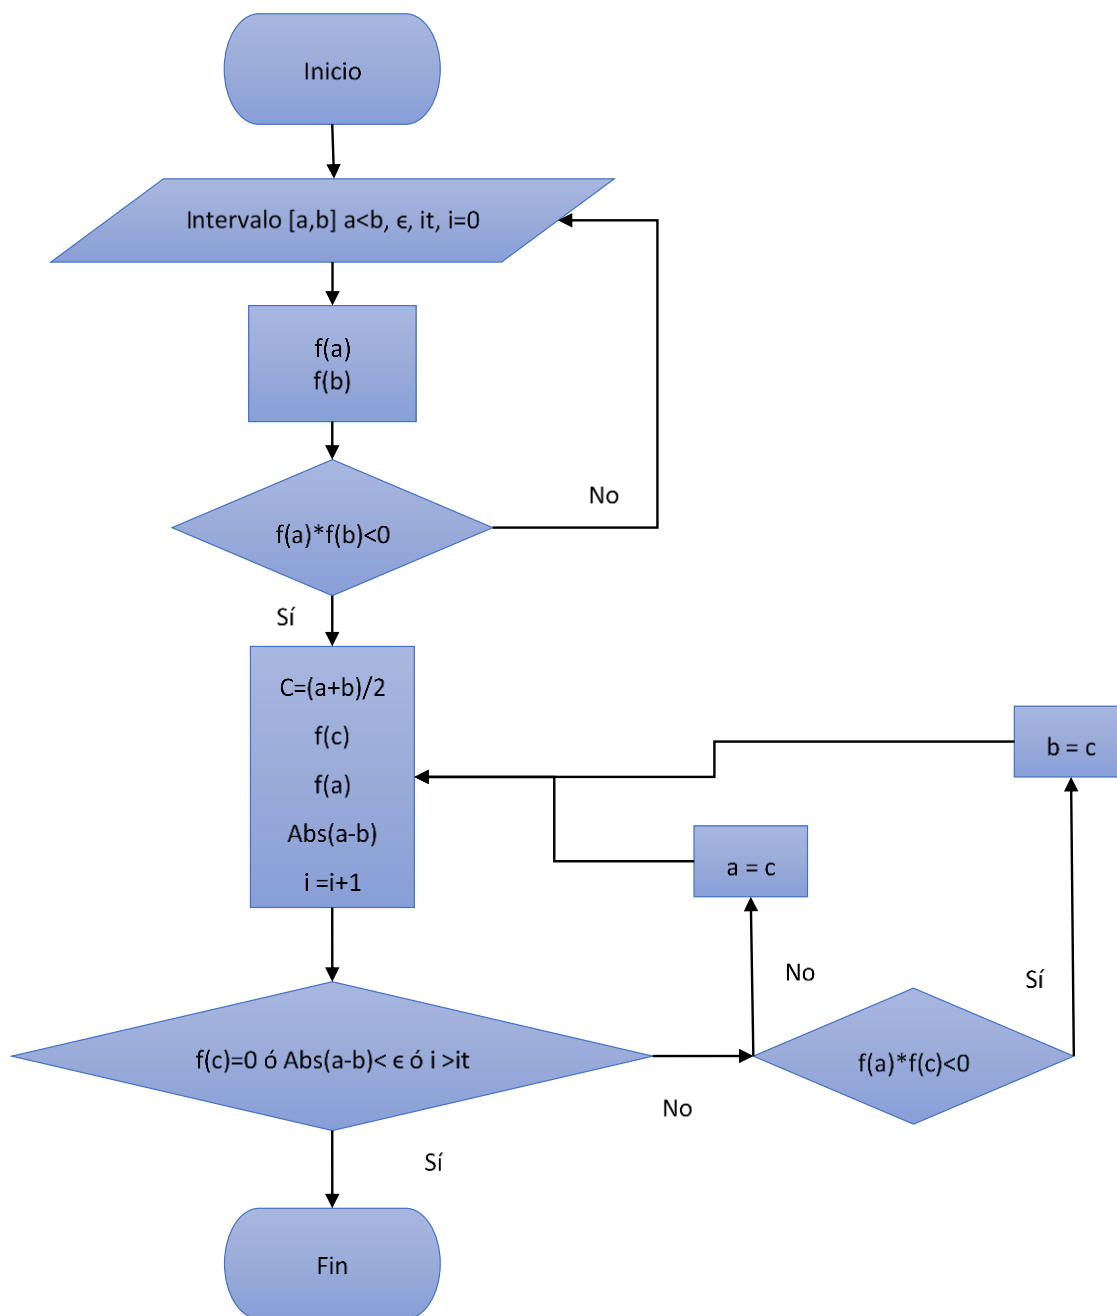 Inicio
Intervalo [a,b] a<b, ϵ, it, i=0
f(a)
f(b)
No
f(a)*f(b)<0
Sí
C=(a+b)/2
f(c)
f(a)
Abs(a-b)
i =i+1
b = c
a = c
No
Sí
f(c)=0 ó Abs(a-b)< ϵ ó i >it
f(a)*f(c)<0
No
Sí
Fin